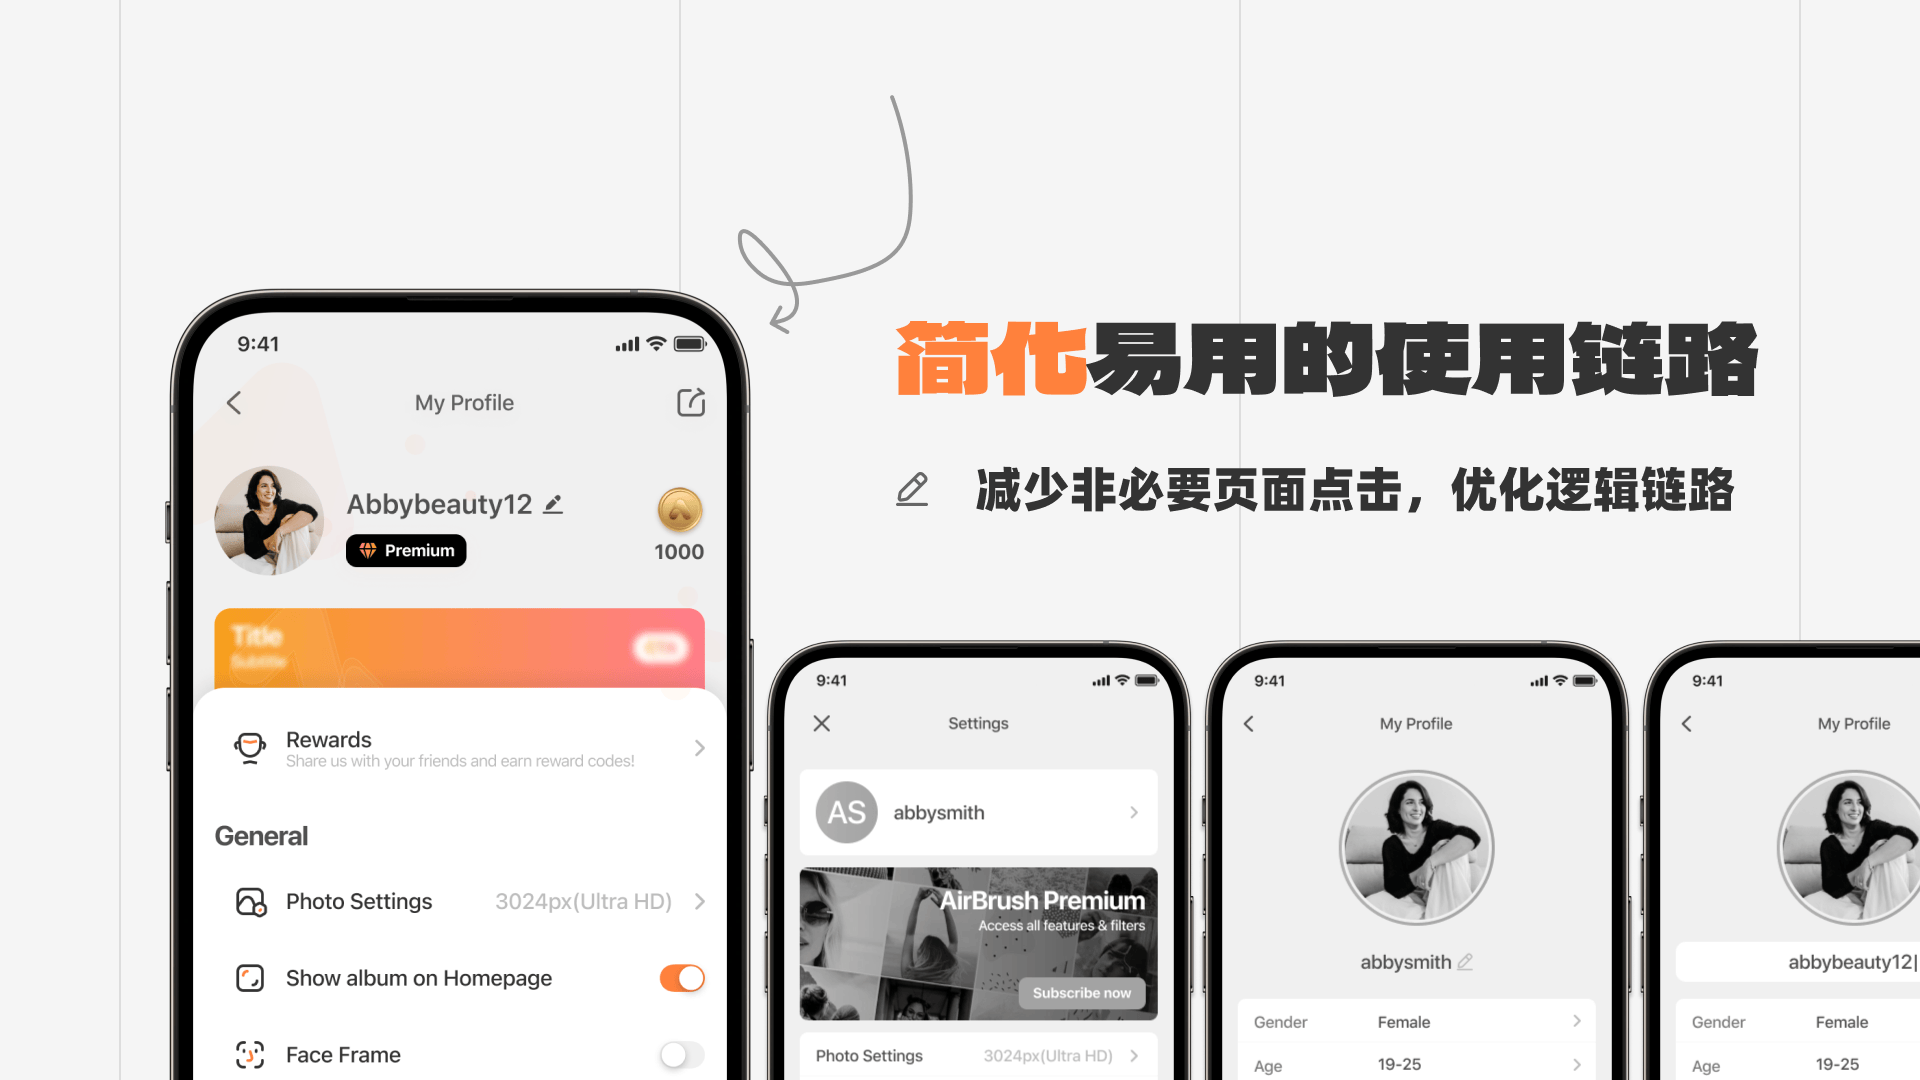 简化易用的使用链路
减少非必要页面点击，优化逻辑链路
9:41
My Profile
Abbybeauty12
Premium
1000
Title
Subtitle
Rewards
Share us with your friends and earn reward codes!
General
Photo Settings 3024px(Ultra HD)
Show album on Homepage
Face Frame
9:41
Settings
AS abbysmith
AirBrush Premium
Access all features & filters
Subscribe now
Photo Settings 3024px(Ultra HD)
9:41
My Profile
abbysmith
Gender Female
Age 19-25
9:41
My Profile
abbybeauty12|
Gender Female
Age 19-25